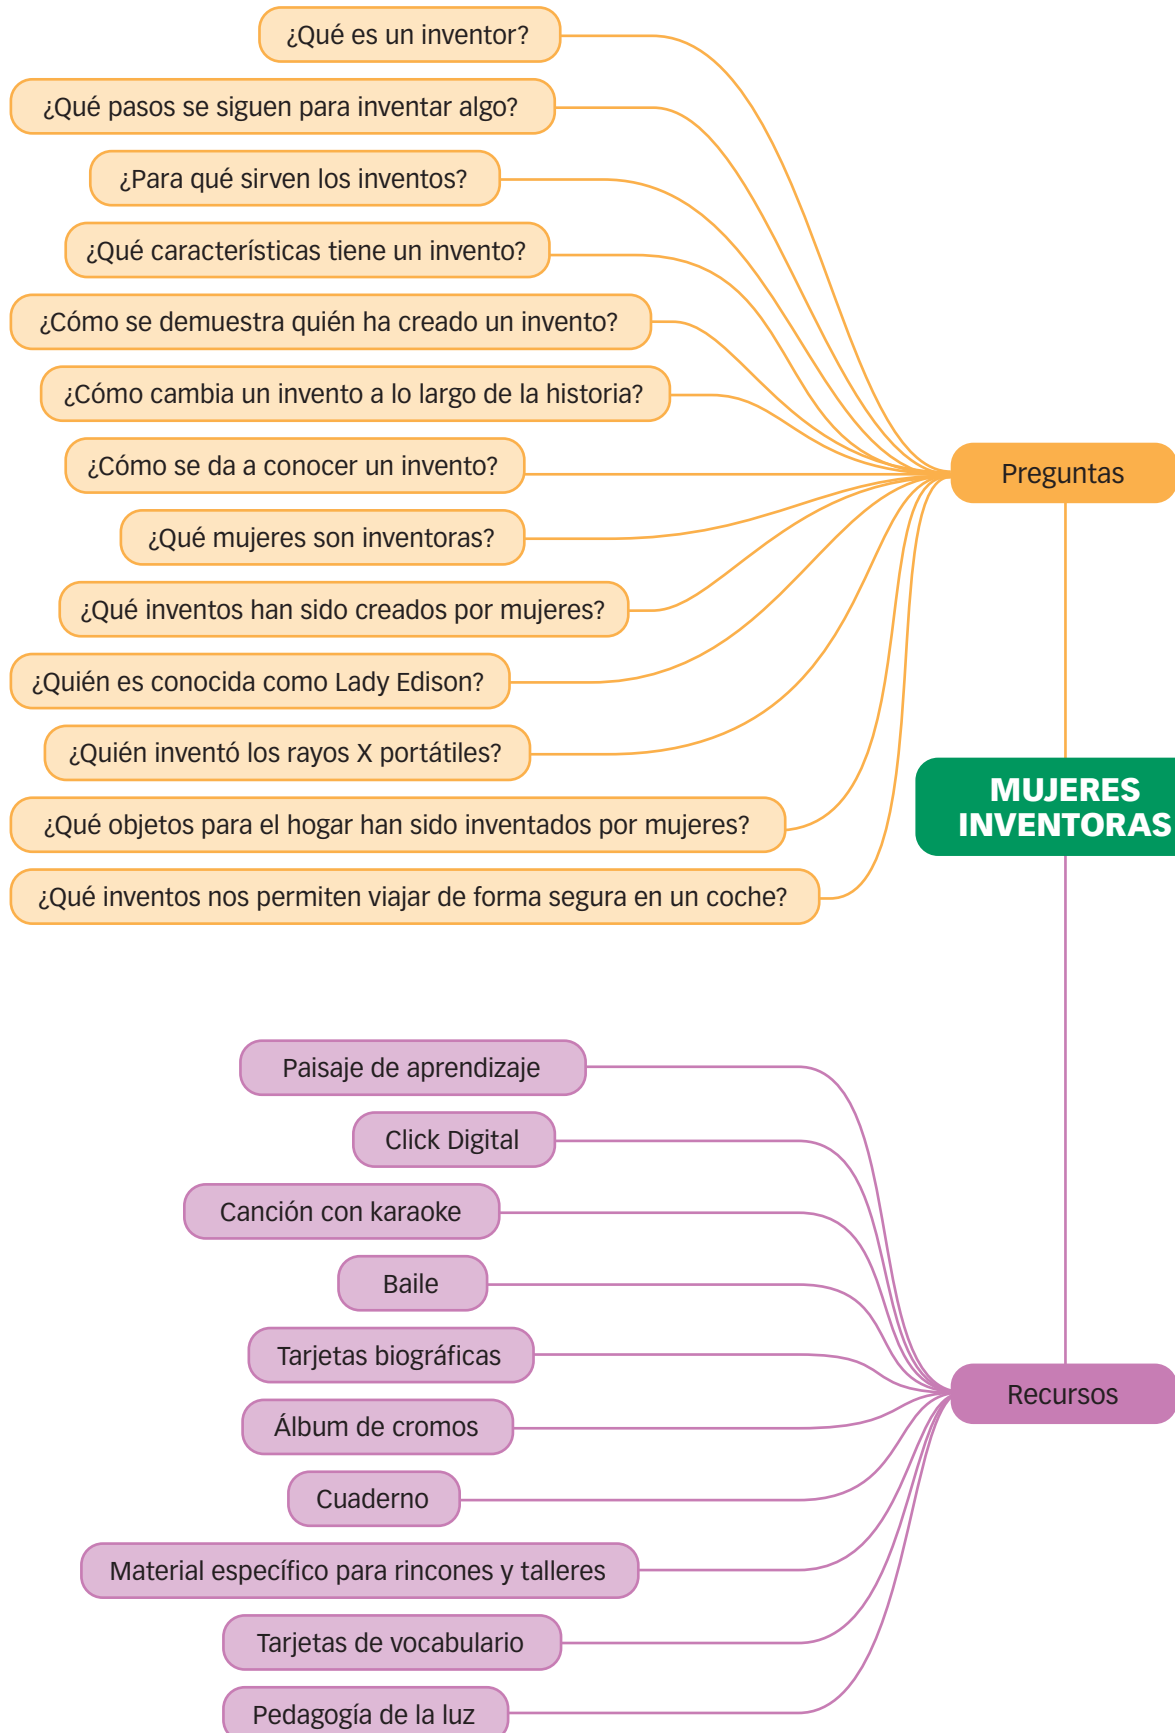 ¿Qué es un inventor?
¿Qué pasos se siguen para inventar algo?
¿Para qué sirven los inventos?
¿Qué características tiene un invento?
¿Cómo se demuestra quién ha creado un invento?
¿Cómo cambia un invento a lo largo de la historia?
¿Cómo se da a conocer un invento?
¿Qué mujeres son inventoras?
¿Qué inventos han sido creados por mujeres?
¿Quién es conocida como Lady Edison?
¿Quién inventó los rayos X portátiles?
¿Qué objetos para el hogar han sido inventados por mujeres?
¿Qué inventos nos permiten viajar de forma segura en un coche?
Preguntas
MUJERES
INVENTORAS
Paisaje de aprendizaje
Click Digital
Canción con karaoke
Baile
Tarjetas biográficas
Álbum de cromos
Cuaderno
Material específico para rincones y talleres
Tarjetas de vocabulario
Pedagogía de la luz
Recursos